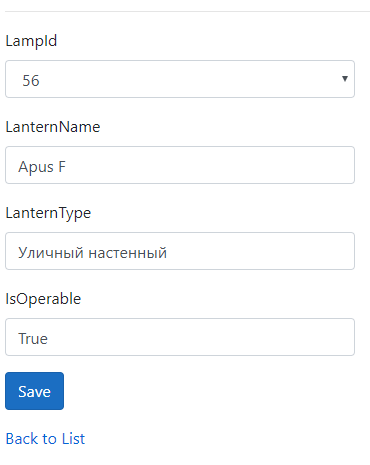 LampId
56
LanternName
Apus F
LanternType
Уличный настенный
IsOperable
True
Save
Back to List